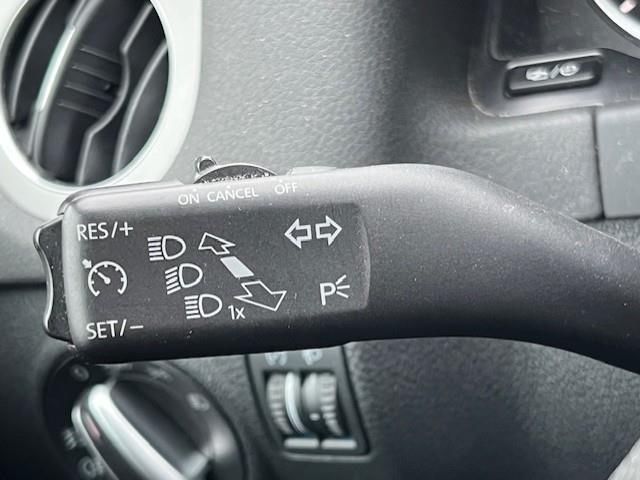 ON CANCEL OFF
RES/+
SET/-
1x
P